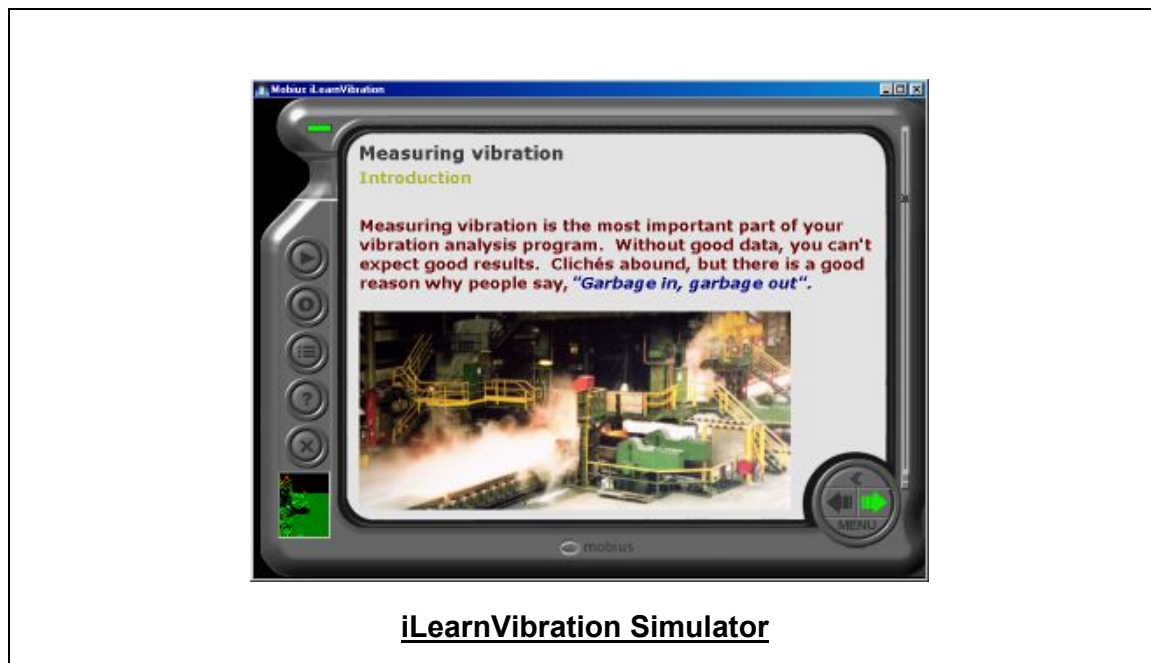 Mobius iLearnVibration
Measuring vibration
Introduction
Measuring vibration is the most important part of your
vibration analysis program. Without good data, you can't
expect good results. Clichés abound, but there is a good
reason why people say, "Garbage in, garbage out".
MENU
mobius
iLearnVibration Simulator